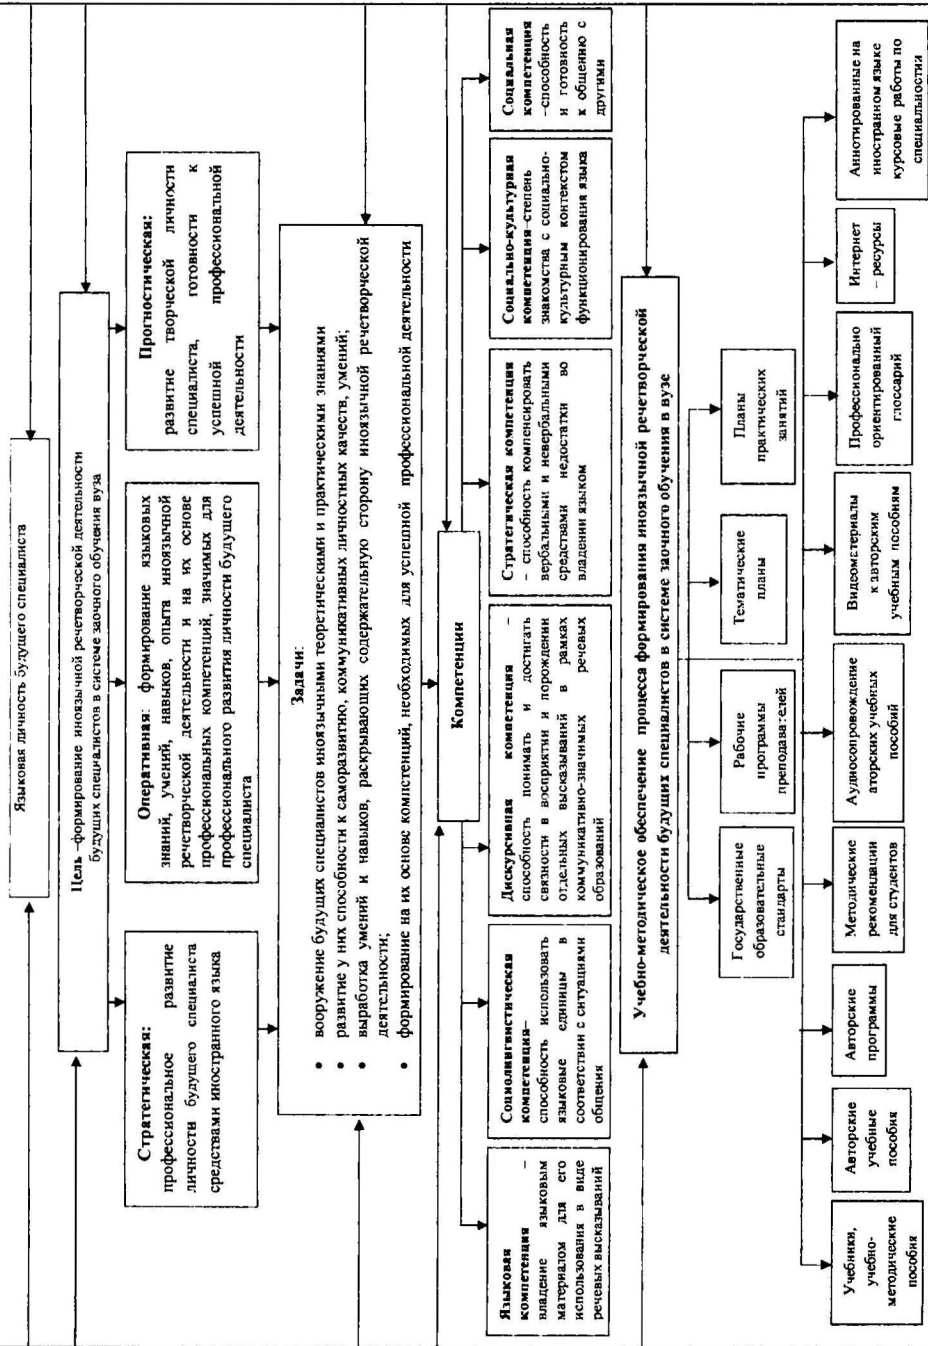 Языковая личность будущего специалиста
Цель -формирование иноязычной речетворческой деятельности
будущих специалистов в системе заочного обучения вуза
Стратегическая:
профессиональное развитие
личности будущего специалиста
средствами иностранного языка
Оперативная: формирование языковых
знаний, умений, навыков, опыта иноязычной
речетворческой деятельности и на их основе
профессиональных компетенций, значимых для
профессионального развития личности будущего
специалиста
Прогностическая:
развитие творческой личности
специалиста, готовности к
успешной профессиональной
деятельности
Задачи:
• вооружение будущих специалистов иноязычными теоретическими и практическими знаниями
• развитие у них способности к саморазвитию, коммуникативных личностных качеств, умений;
• выработка умений и навыков, раскрывающих содержательную сторону иноязычной речетворческой
деятельности;
• формирование на их основе компетенций, необходимых для успешной профессиональной деятельности
Компетенции
Языковая
компетенция –
владение языковым
материалом для его
использования в виде
речевых высказываний
Социолингвистическая
компетенция–
способность использовать
языковые единицы в
соответствии с ситуациями
общения
Дискурсивная компетенция –
способность понимать и достигать
связности в восприятии и порождении
отдельных высказываний в рамках
коммуникативно-значимых речевых
образований
Стратегическая компетенция
– способность компенсировать
вербальными и невербальными
средствами недостатки во
владении языком
Социально-культурная
компетенция-степень
знакомства с социально-
культурным контекстом
функционирования языка
Социальная
компетенция
–способность
и готовность
к общению с
другими
Учебно-методическое обеспечение процесса формирования иноязычной речетворческой
деятельности будущих специалистов в системе заочного обучения в вузе
Государственные
образовательные
стандарты
Рабочие
программы
преподавателей
Тематические
планы
Планы
практических
занятий
Учебники,
учебно-
методические
пособия
Авторские
учебные
пособия
Авторские
программы
Методические
рекомендации
для студентов
Аудиосопровождение
аторских учебных
пособий
Видеоматериалы
к авторским
учебным пособиям
Профессионально
ориентированный
глоссарий
Интернет
– ресурсы
Аннотированные на
иностранном языке
курсовые работы по
специальности